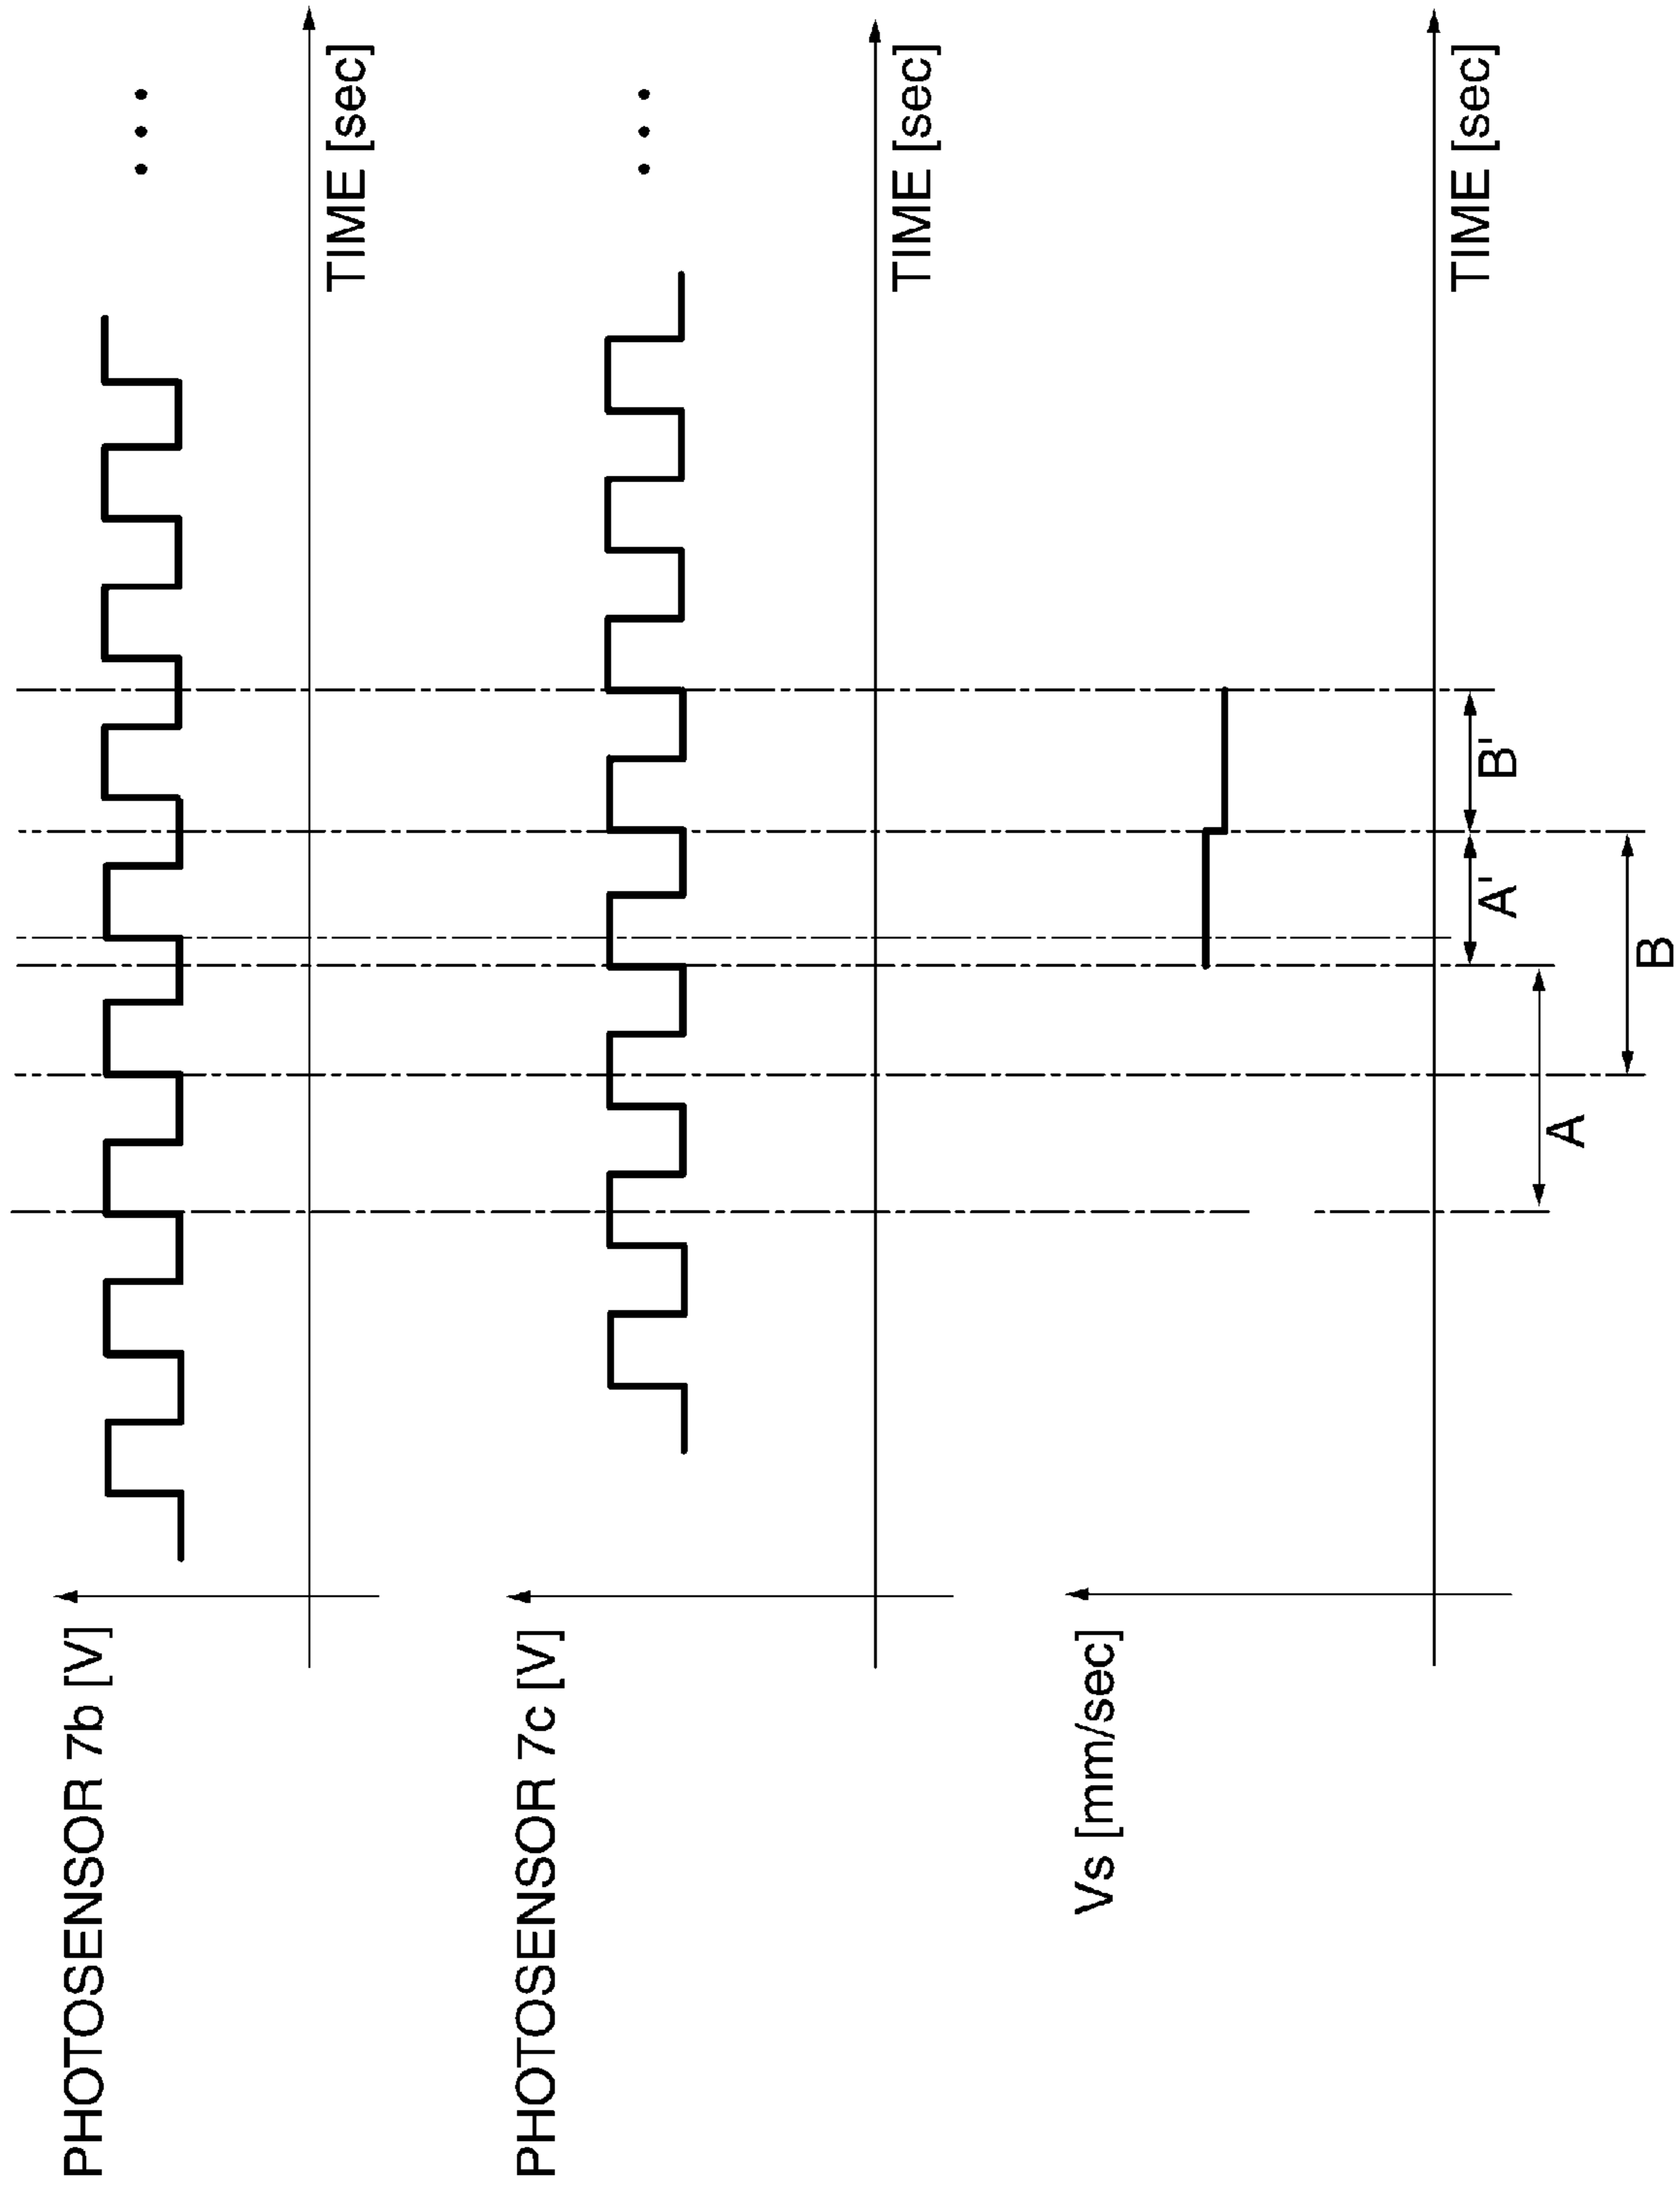 PHOTOSENSOR 7b [V]
TIME [sec]
PHOTOSENSOR 7c [V]
TIME [sec]
Vs [mm/sec]
TIME [sec]
A' B'
A
B